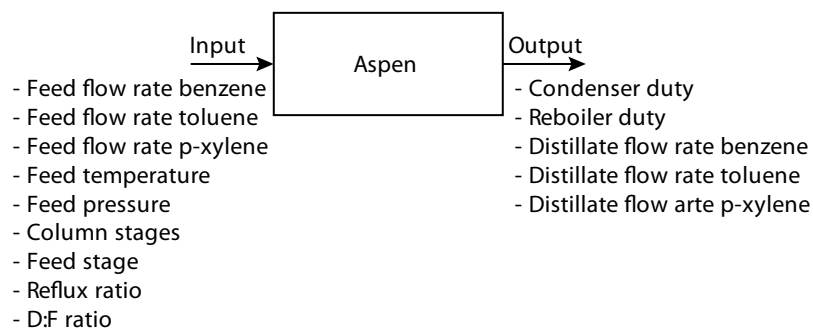 Input
Aspen
Output
- Feed flow rate benzene
- Feed flow rate toluene
- Feed flow rate p-xylene
- Feed temperature
- Feed pressure
- Column stages
- Feed stage
- Reflux ratio
- D:F ratio
- Condenser duty
- Reboiler duty
- Distillate flow rate benzene
- Distillate flow rate toluene
- Distillate flow arte p-xylene